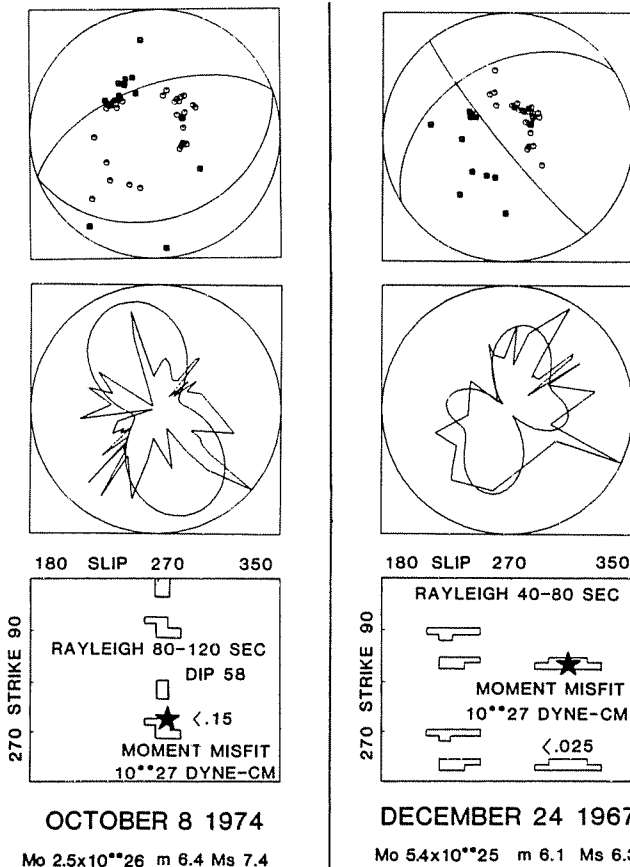 180 SLIP 270 350
270 STRIKE 90
RAYLEIGH 80-120 SEC
DIP 58
<.15
MOMENT MISFIT
10**27 DYNE-CM
OCTOBER 8 1974
Mo 2.5x10**26 m 6.4 Ms 7.4
180 SLIP 270 350
270 STRIKE 90
RAYLEIGH 40-80 SEC
MOMENT MISFIT
10**27 DYNE-CM
<.025
DECEMBER 24 1967
Mo 5.4x10**25 m 6.1 Ms